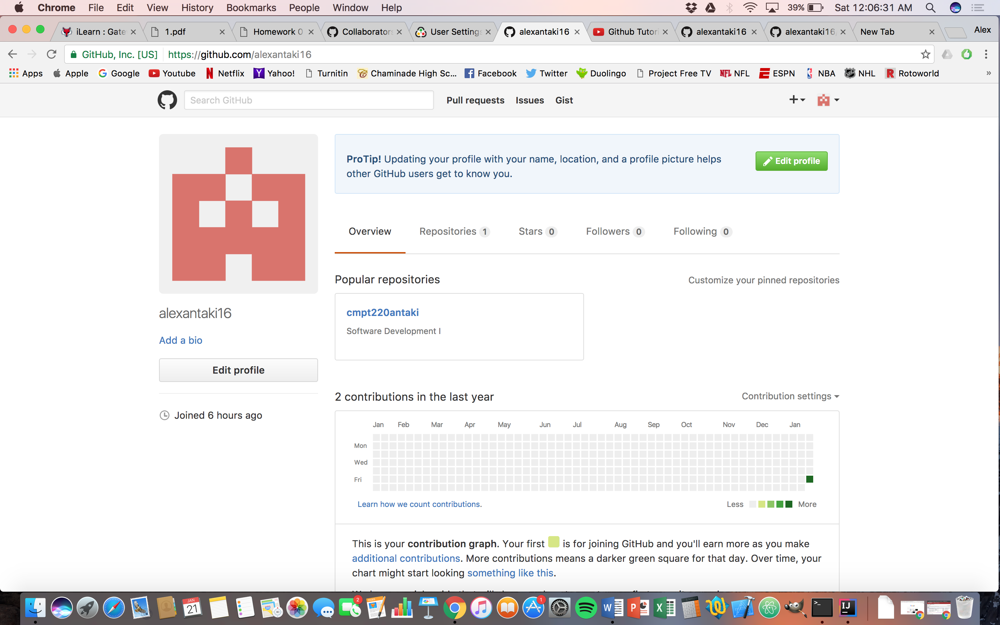 Chrome File Edit View History Bookmarks People Window Help 39% Sat 12:06:31 AM
iLearn : Gate 1.pdf Homework 0 Collaborators User Settings alexantaki16 Github Tutori alexantaki16 alexantaki16 New Tab Alex
GitHub, Inc. [US] https://github.com/alexantaki16
Apps Apple Google Youtube Netflix Yahoo! Turnitin Chaminade High Sc... Facebook Twitter Duolingo Project Free TV NFL ESPN NBA NHL Rotoworld »
Search GitHub Pull requests Issues Gist
ProTip! Updating your profile with your name, location, and a profile picture helps
other GitHub users get to know you.
Edit profile
Overview Repositories 1 Stars 0 Followers 0 Following 0
Popular repositories Customize your pinned repositories
cmpt220antaki
Software Development I
alexantaki16
Add a bio
Edit profile
Joined 6 hours ago
2 contributions in the last year Contribution settings
Jan Feb Mar Apr May Jun Jul Aug Sep Oct Nov Dec Jan
Mon
Wed
Fri
Learn how we count contributions. Less More
This is your contribution graph. Your first is for joining GitHub and you'll earn more as you make
additional contributions. More contributions means a darker green square for that day. Over time, your
chart might start looking something like this.
JAN
21
2
1